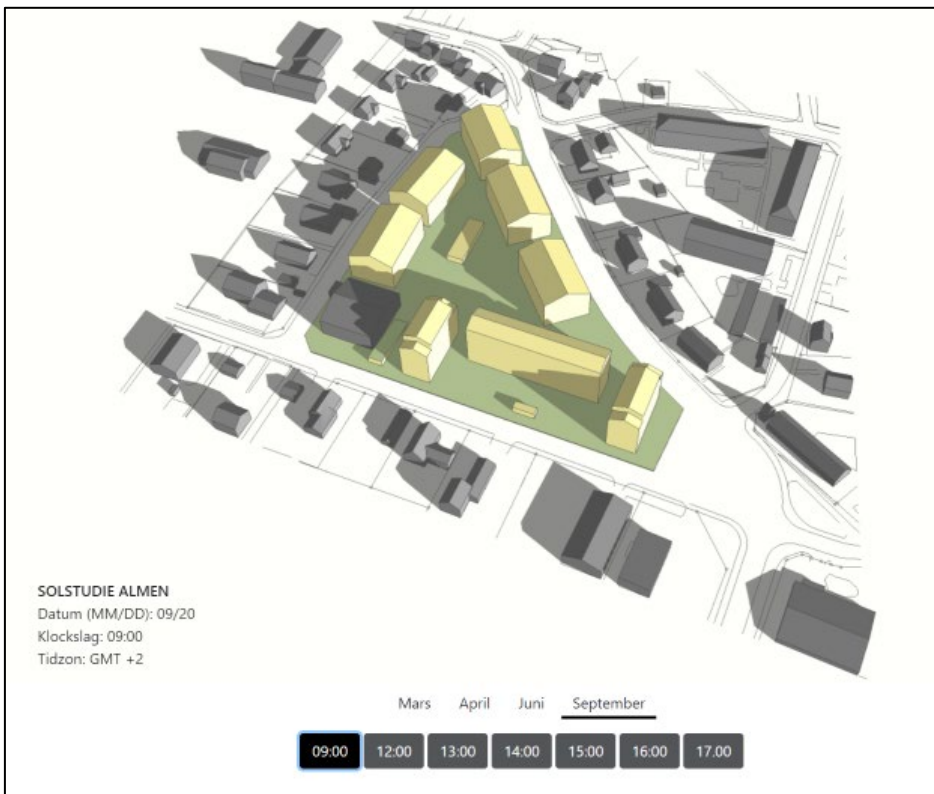 SOLSTUDIE ALMEN
Datum (MM/DD): 09/20
Klockslag: 09:00
Tidzon: GMT +2
Mars April Juni September
09:00 12:00 13:00 14:00 15:00 16:00 17.00